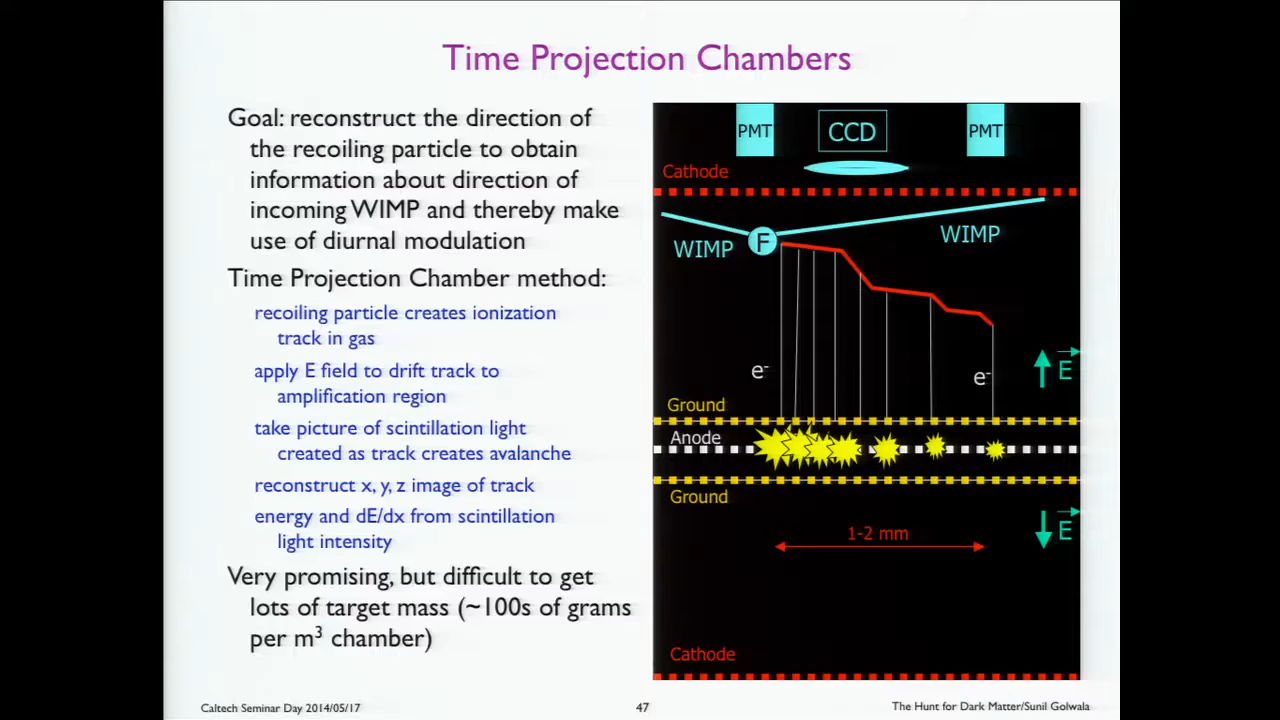 Time Projection Chambers
Goal: reconstruct the direction of
the recoiling particle to obtain
information about direction of
incoming WIMP and thereby make
use of diurnal modulation
Time Projection Chamber method:
recoiling particle creates ionization
track in gas
apply E field to drift track to
amplification region
take picture of scintillation light
created as track creates avalanche
reconstruct x, y, z image of track
energy and dE/dx from scintillation
light intensity
Very promising, but difficult to get
lots of target mass (~100s of grams
per m³ chamber)
PMT
CCD
PMT
Cathode
WIMP
F
WIMP
e⁻
e⁻
E
Ground
Anode
Ground
E
1-2 mm
Cathode
Caltech Seminar Day 2014/05/17
47
The Hunt for Dark Matter/Sunil Golwala